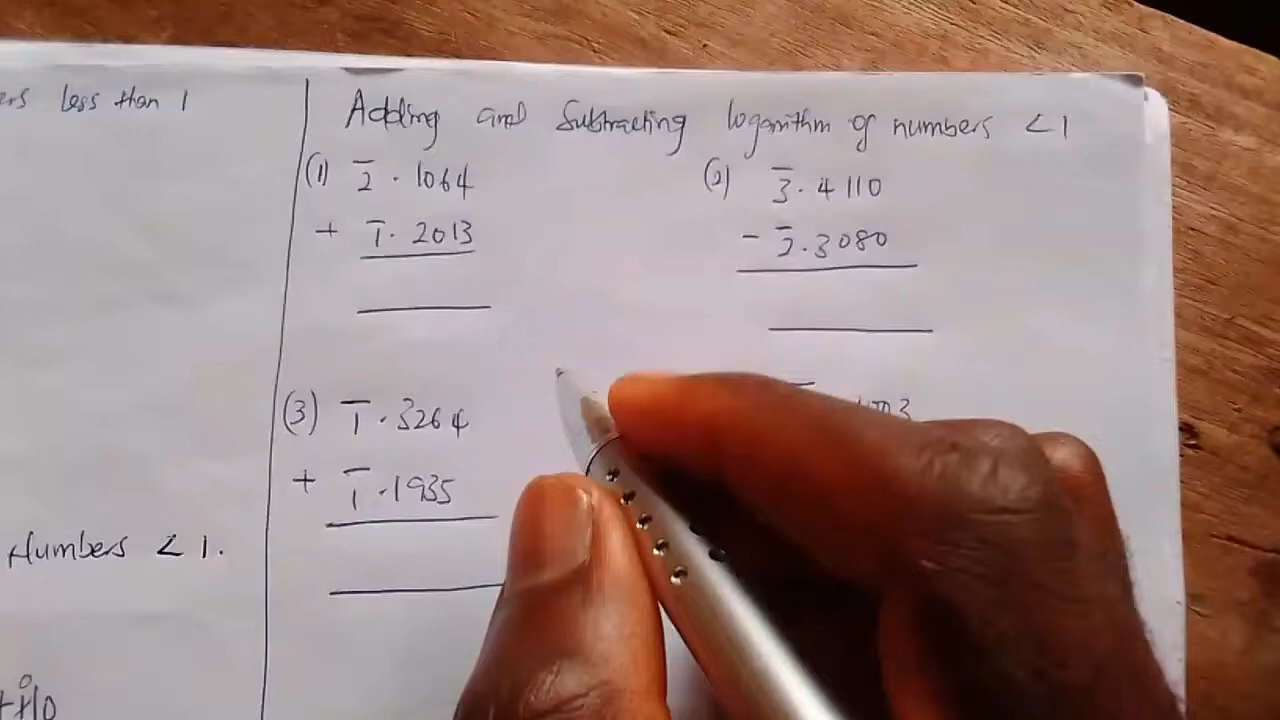 less than 1
Adding and Subtracting logarithm of numbers < 1
(1) 2̅.1064
+ 1̅.2013
(2) 3̅.4110
- 2̅.3080
(3) 1̅.3264
+ 1̅.1935
Numbers < 1.